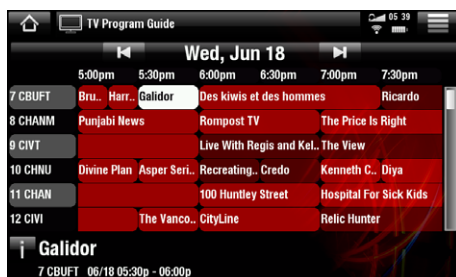 TV Program Guide 05 39
Wed, Jun 18
5:00pm 5:30pm 6:00pm 6:30pm 7:00pm 7:30pm
7 CBUFT Bru.. Harr.. Galidor Des kiwis et des hommes Ricardo
8 CHANM Punjabi News Rompost TV The Price Is Right
9 CIVT Live With Regis and Kel.. The View
10 CHNU Divine Plan Asper Seri.. Recreating.. Credo Kenneth C.. Diya
11 CHAN 100 Huntley Street Hospital For Sick Kids
12 CIVI The Vanco.. CityLine Relic Hunter
i Galidor
7 CBUFT 06/18 05:30p - 06:00p